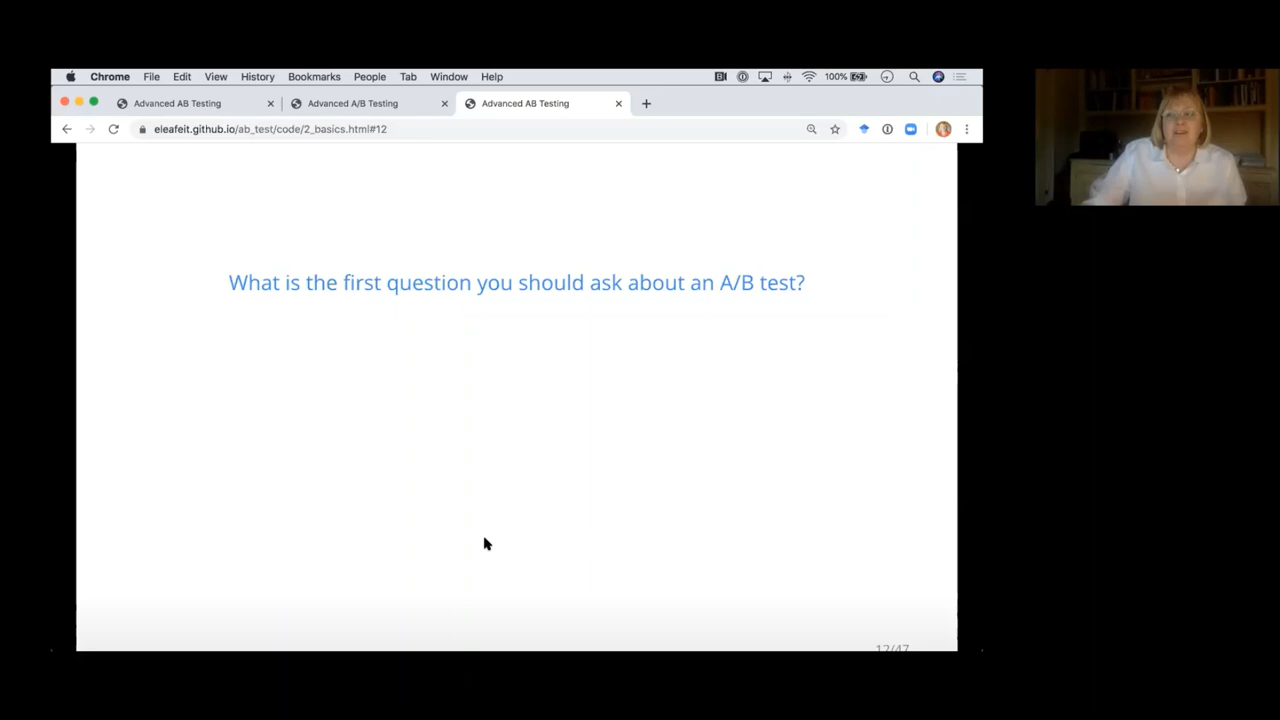 Chrome File Edit View History Bookmarks People Tab Window Help 100%
Advanced AB Testing Advanced A/B Testing Advanced AB Testing
eleafeit.github.io/ab_test/code/2_basics.html#12
What is the first question you should ask about an A/B test?
12/47